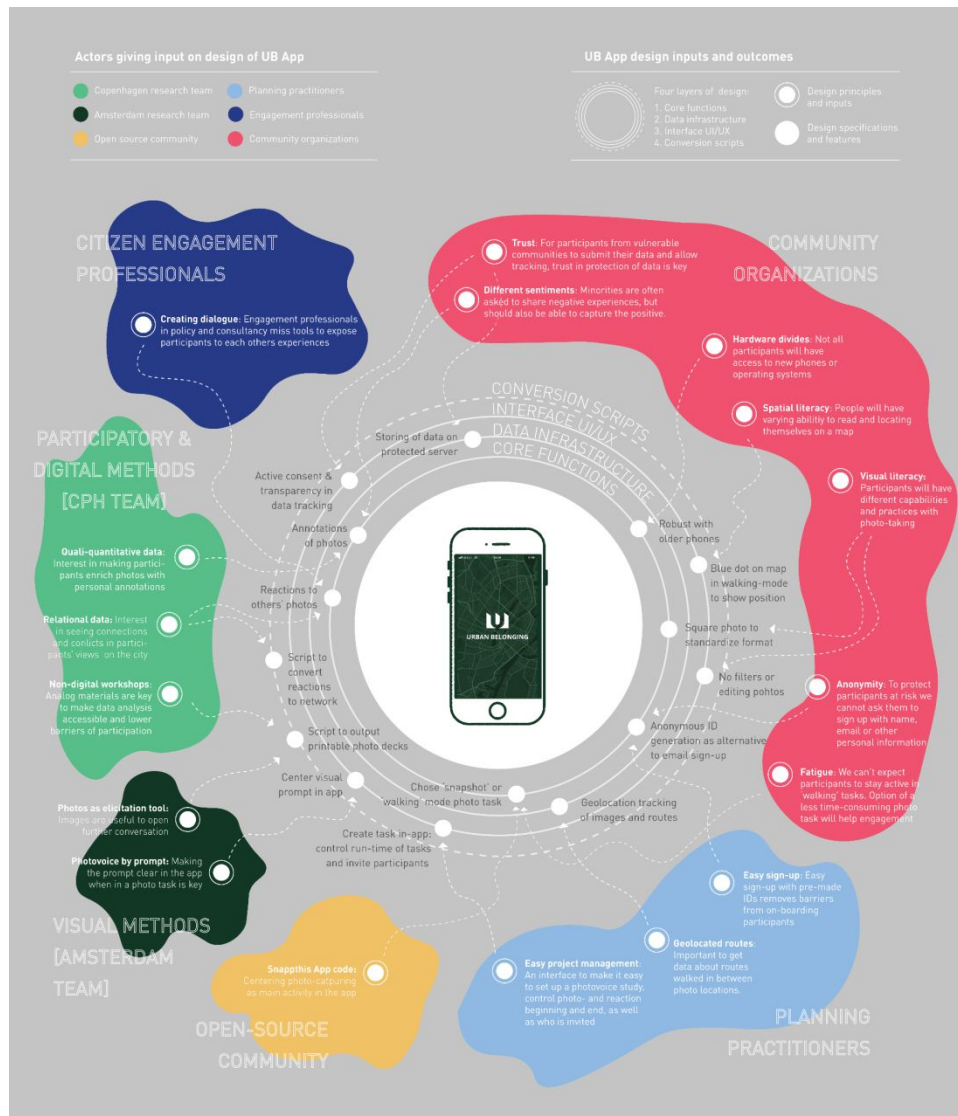 Actors giving input on design of UB App
Copenhagen research team
Amsterdam research team
Open source community
Planning practitioners
Engagement professionals
Community organizations
UB App design inputs and outcomes
Four layers of design:
1. Core functions
2. Data infrastructure
3. Interface UI/UX
4. Conversion scripts
Design principles
and inputs
Design specifications
and features
CITIZEN ENGAGEMENT
PROFESSIONALS
Creating dialogue: Engagement professionals
in policy and consultancy miss tools to expose
participants to each others experiences
COMMUNITY
ORGANIZATIONS
Trust: For participants from vulnerable
communities to submit their data and allow
tracking, trust in protection of data is key
Different sentiments: Minorities are often
asked to share negative experiences, but
should also be able to capture the positive.
Hardware divides: Not all
participants will have
access to new phones or
operating systems
Spatial literacy: People will have
varying abiltiy to read and locating
themselves on a map
Visual literacy:
Participants will have
different capabilities
and practices with
photo-taking
Anonymity: To protect
participants at risk we
cannot ask them to
sign up with name,
email or other
personal information
Fatigue: We can't expect
participants to stay active in
'walking' tasks. Option of a
less time-consuming photo
task will help engagement
PARTICIPATORY &
DIGITAL METHODS
[CPH TEAM]
Quali-quantitative data:
Interest in making partici-
pants enrich photos with
personal annotations
Relational data: Interest
in seeing connections
and conlicts in partici-
pants' views on the city
Non-digital workshops:
Analog materials are key
to make data analysis
accessible and lower
barriers of participation
CONVERSION SCRIPTS
INTERFACE UI/UX
DATA INFRASTRUCTURE
CORE FUNCTIONS
Storing of data on
protected server
Active consent &
transparency in
data tracking
Annotations
of photos
Reactions to
others' photos
Script to
convert
reactions
to network
Script to output
printable photo decks
Center visual
prompt in app
Create task in-app:
control run-time of tasks
and invite participants
Chose 'snapshot' or
'walking' mode photo task
Geolocation tracking
of images and routes
Anonymous ID
generation as alternative
to email sign-up
No filters or
editing pohtos
Square photo to
standardize format
Blue dot on map
in walking-mode
to show position
Robust with
older phones
URBAN BELONGING
Photos as elicitation tool:
Images are useful to open
further conversation
Photovoice by prompt: Making
the prompt clear in the app
when in a photo task is key
VISUAL METHODS
[AMSTERDAM
TEAM]
Snappthis App code:
Centering photo-catpuring
as main activity in the app
OPEN-SOURCE
COMMUNITY
Easy sign-up: Easy
sign-up with pre-made
IDs removes barriers
from on-boarding
participants
Geolocated routes:
Important to get
data about routes
walked in between
photo locations.
Easy project management:
An interface to make it easy
to set up a photovoice study,
control photo- and reaction
beginning and end, as well
as who is invited
PLANNING
PRACTITIONERS